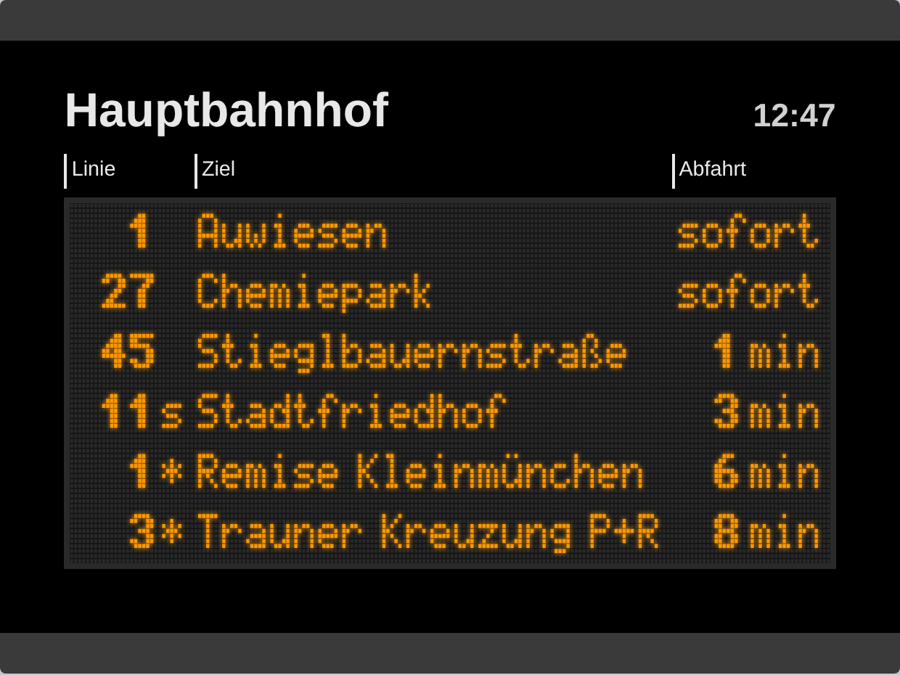 Hauptbahnhof 12:47
Linie Ziel Abfahrt
1 Auwiesen sofort
27 Chemiepark sofort
45 Stieglbauernstraße 1 min
11s Stadtfriedhof 3 min
1* Remise Kleinmünchen 6 min
3* Trauner Kreuzung P+R 8 min